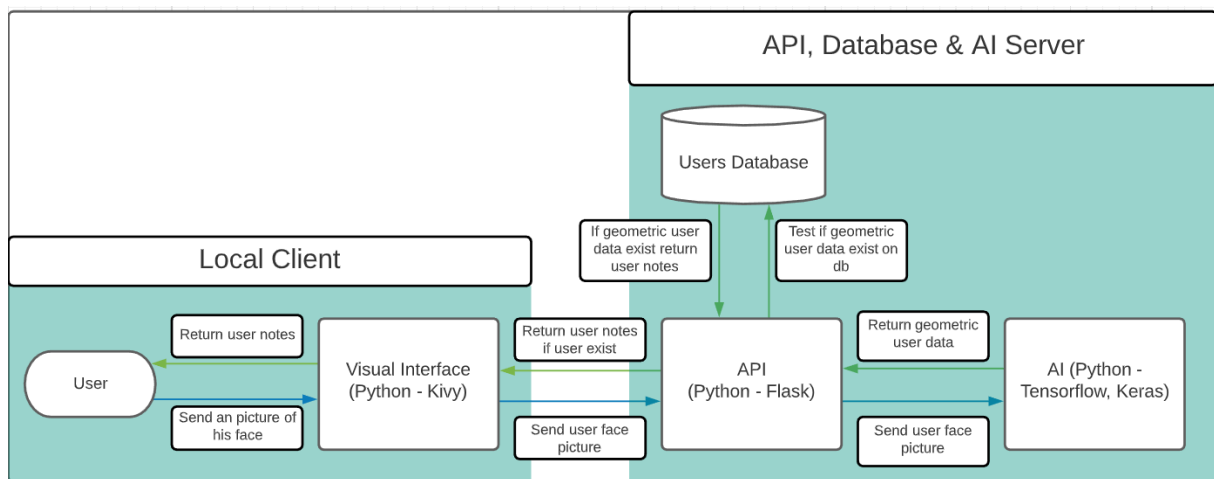 API, Database & AI Server
Users Database
If geometric user
data exist return
user notes
Test if geometric
user data exist on
db
Local Client
Return user notes
Return user notes
if user exist
Return geometric
user data
User
Visual Interface
(Python - Kivy)
API
(Python - Flask)
AI (Python -
Tensorflow, Keras)
Send an picture of
his face
Send user face
picture
Send user face
picture